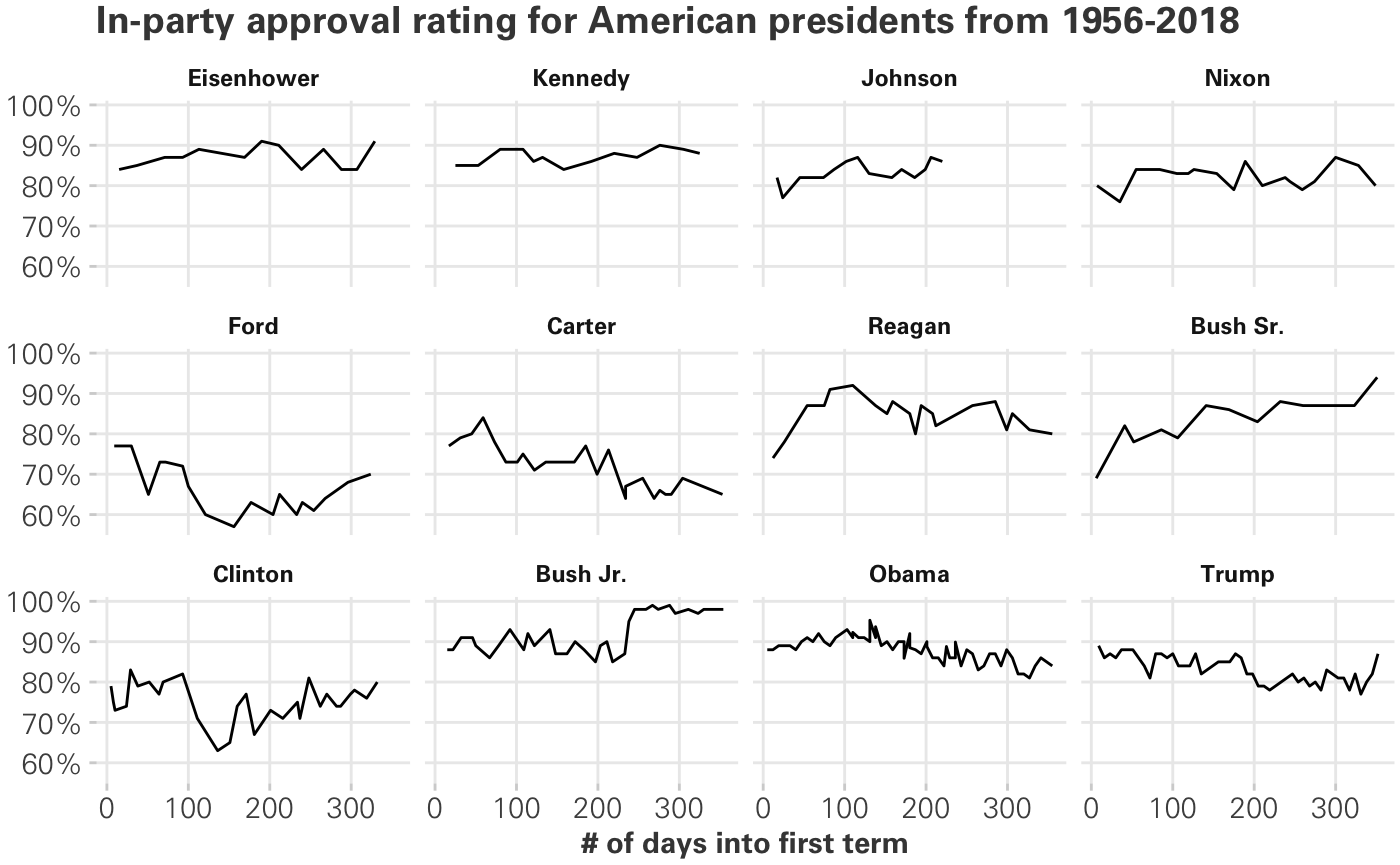 In-party approval rating for American presidents from 1956-2018
Eisenhower Kennedy Johnson Nixon
100%
90%
80%
70%
60%
Ford Carter Reagan Bush Sr.
100%
90%
80%
70%
60%
Clinton Bush Jr. Obama Trump
100%
90%
80%
70%
60%
0 100 200 300 0 100 200 300 0 100 200 300 0 100 200 300
# of days into first term